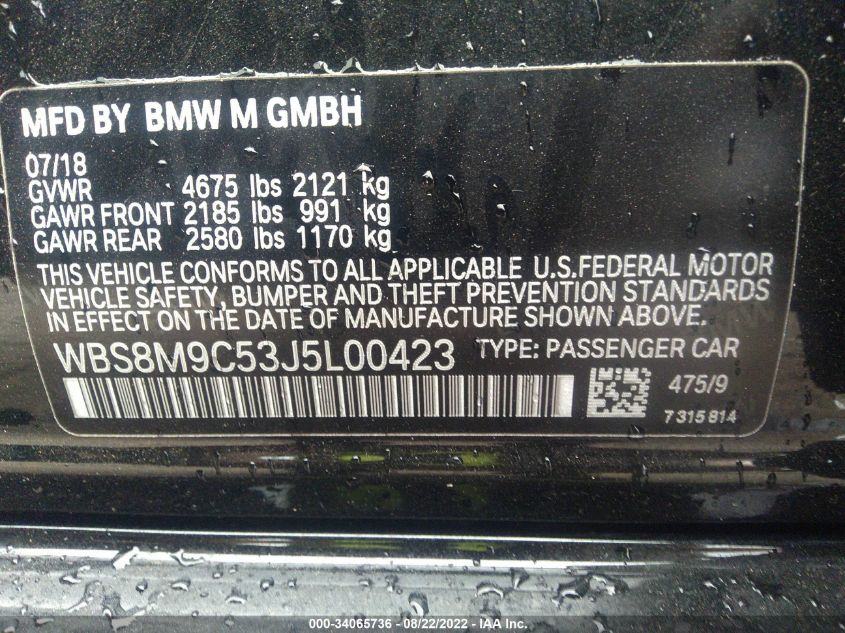 MFD BY BMW M GMBH
07/18
GVWR 4675 lbs 2121 kg
GAWR FRONT 2185 lbs 991 kg
GAWR REAR 2580 lbs 1170 kg
THIS VEHICLE CONFORMS TO ALL APPLICABLE U.S.FEDERAL MOTOR
VEHICLE SAFETY, BUMPER AND THEFT PREVENTION STANDARDS
IN EFFECT ON THE DATE OF MANUFACTURE SHOWN ABOVE.
WBS8M9C53J5L00423 TYPE: PASSENGER CAR
475/9
7 315 814
000-34065736 - 08/22/2022 - IAA Inc.